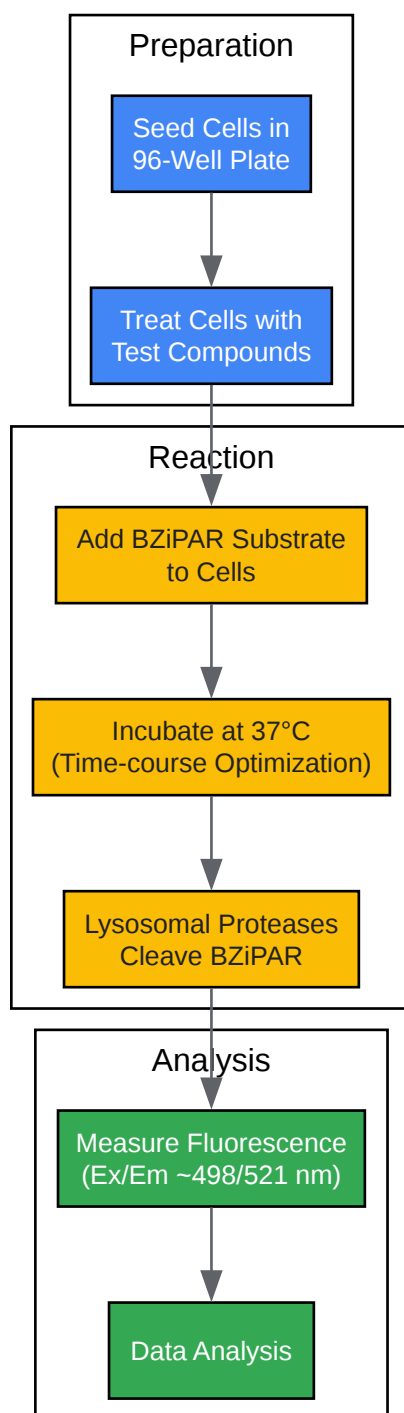 Preparation
Seed Cells in
96-Well Plate
Treat Cells with
Test Compounds
Reaction
Add BZiPAR Substrate
to Cells
Incubate at 37°C
(Time-course Optimization)
Lysosomal Proteases
Cleave BZiPAR
Analysis
Measure Fluorescence
(Ex/Em ~498/521 nm)
Data Analysis